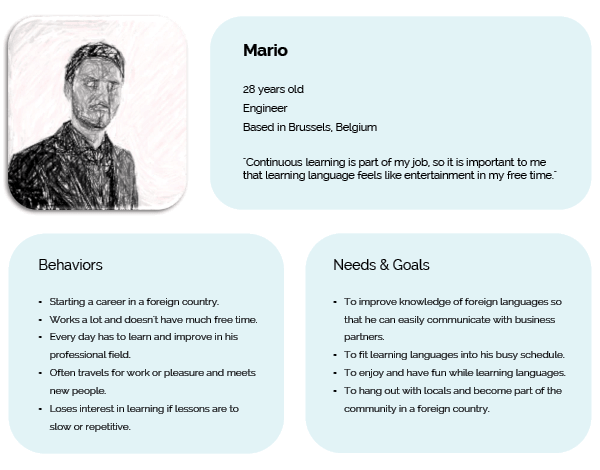 Mario
28 years old
Engineer
Based in Brussels, Belgium
"Continuous learning is part of my job, so it is important to me
that learning language feels like entertainment in my free time."
Behaviors
• Starting a career in a foreign country.
• Works a lot and doesn't have much free time.
• Every day has to learn and improve in his
professional field.
• Often travels for work or pleasure and meets
new people.
• Loses interest in learning if lessons are to
slow or repetitive.
Needs & Goals
• To improve knowledge of foreign languages so
that he can easily communicate with business
partners.
• To fit learning languages into his busy schedule.
• To enjoy and have fun while learning languages.
• To hang out with locals and become part of the
community in a foreign country.